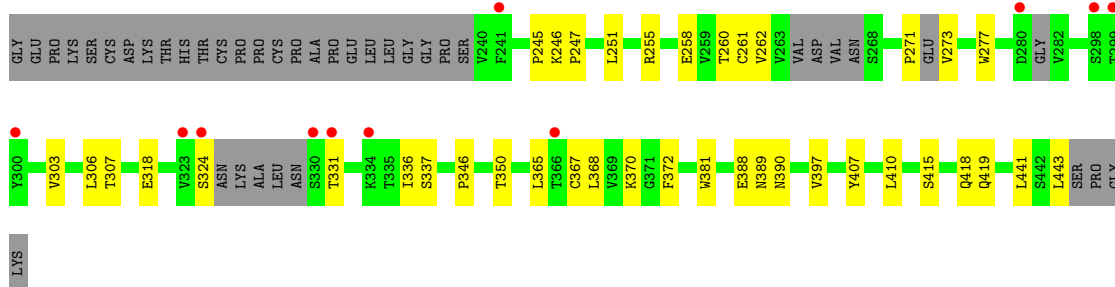 GLY GLU PRO LYS SER CYS ASP LYS THR HIS THR CYS PRO PRO CYS PRO ALA PRO GLU LEU LEU GLY GLY PRO SER V240 F241 P245 K246 P247 L251 R255 E258 V259 T260 C261 V262 V263 VAL ASP VAL ASN S268 P271 GLU V273 W277 D280 GLY V282 S298 T299
Y300 V303 L306 T307 E318 V323 S324 ASN LYS ALA LEU ASN S330 T331 K334 T335 I336 S337 P346 T350 L365 T366 C367 L368 V369 K370 G371 F372 W381 E388 N389 N390 V397 Y407 L410 S415 Q418 Q419 L441 S442 L443 SER PRO GLY
LYS